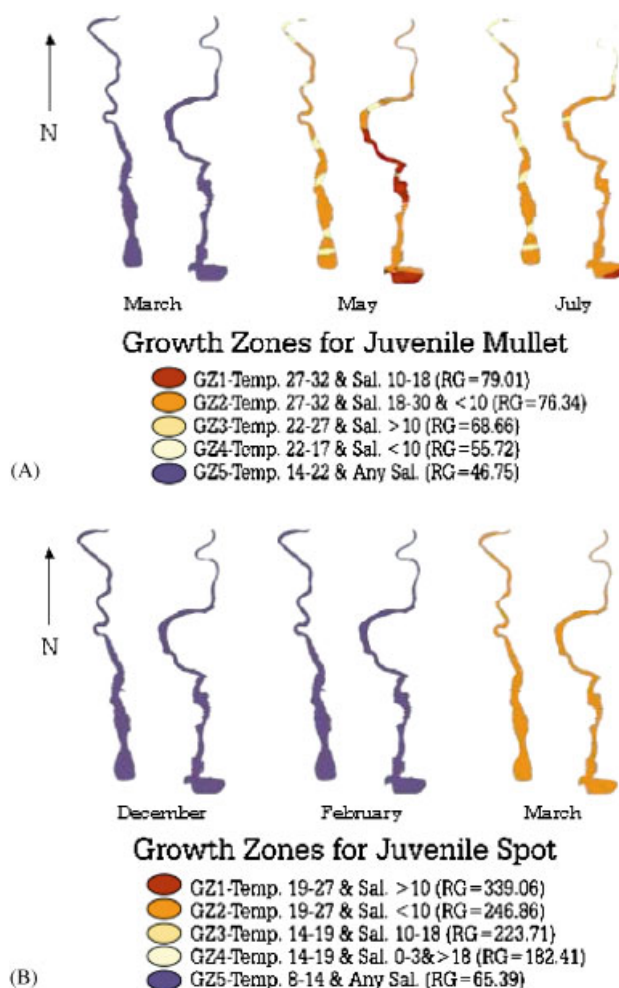 N
March May July
Growth Zones for Juvenile Mullet
GZ1-Temp. 27-32 & Sal. 10-18 (RG=79.01)
GZ2-Temp. 27-32 & Sal. 18-30 & <10 (RG=76.34)
GZ3-Temp. 22-27 & Sal. >10 (RG=68.66)
GZ4-Temp. 22-17 & Sal. <10 (RG=55.72)
GZ5-Temp. 14-22 & Any Sal. (RG=46.75)
(A)
N
December February March
Growth Zones for Juvenile Spot
GZ1-Temp. 19-27 & Sal. >10 (RG=339.06)
GZ2-Temp. 19-27 & Sal. <10 (RG=246.86)
GZ3-Temp. 14-19 & Sal. 10-18 (RG=223.71)
GZ4-Temp. 14-19 & Sal. 0-3&>18 (RG=182.41)
GZ5-Temp. 8-14 & Any Sal. (RG=65.39)
(B)